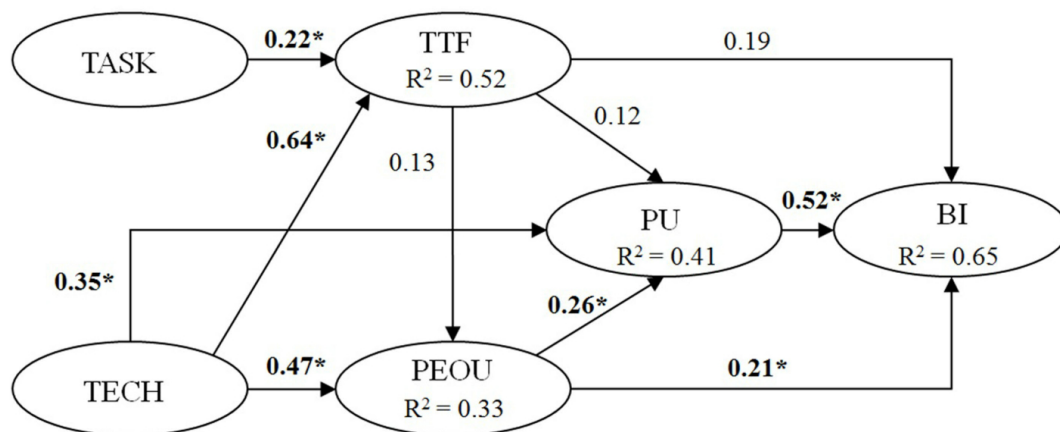 TASK
0.22*
TTF
R² = 0.52
0.19
0.64*
0.13
0.12
PU
R² = 0.41
0.52*
BI
R² = 0.65
0.35*
0.26*
TECH
0.47*
PEOU
R² = 0.33
0.21*